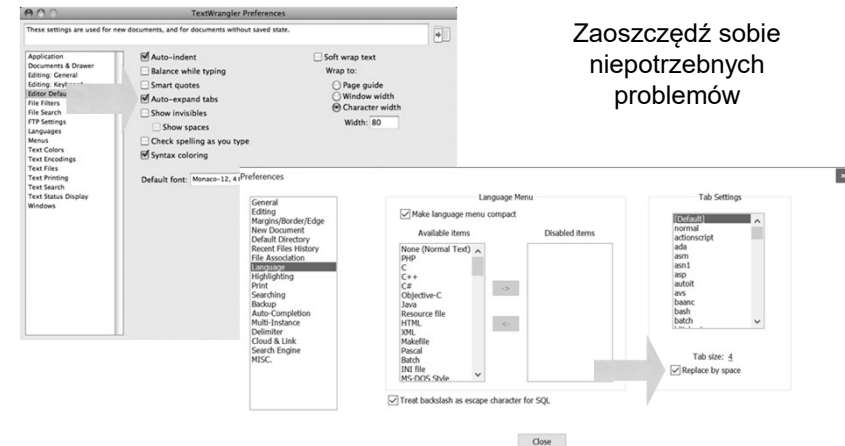 TextWrangler Preferences
These settings are used for new documents, and for documents without saved state.
Application
Documents & Drawer
Editing: General
Editing: Keyboard
Editor Defau
File Filters
File Search
FTP Settings
Languages
Menus
Text Colors
Text Encodings
Text Files
Text Printing
Text Search
Text Status Display
Windows
Auto-indent
Balance while typing
Smart quotes
Auto-expand tabs
Show invisibles
Show spaces
Check spelling as you type
Syntax coloring
Default font: Monaco-12, 4
Soft wrap text
Wrap to:
Page guide
Window width
Character width
Width: 80
Zaoszczędź sobie
niepotrzebnych
problemów
Preferences
General
Editing
Margins/Border/Edge
New Document
Default Directory
Recent Files History
File Association
Language
Highlighting
Print
Searching
Backup
Auto-Completion
Multi-Instance
Delimiter
Cloud & Link
Search Engine
MISC.
Language Menu
Make language menu compact
Available items
None (Normal Text)
PHP
C
C++
C#
Objective-C
Java
Resource file
HTML
XML
Makefile
Pascal
Batch
INI file
MS-DOS Style
->
<-
Disabled items
Treat backslash as escape character for SQL
Tab Settings
[Default]
normal
actionscript
ada
asm
asn1
asp
autoit
avs
baanc
bash
batch
Tab size: 4
Replace by space
Close